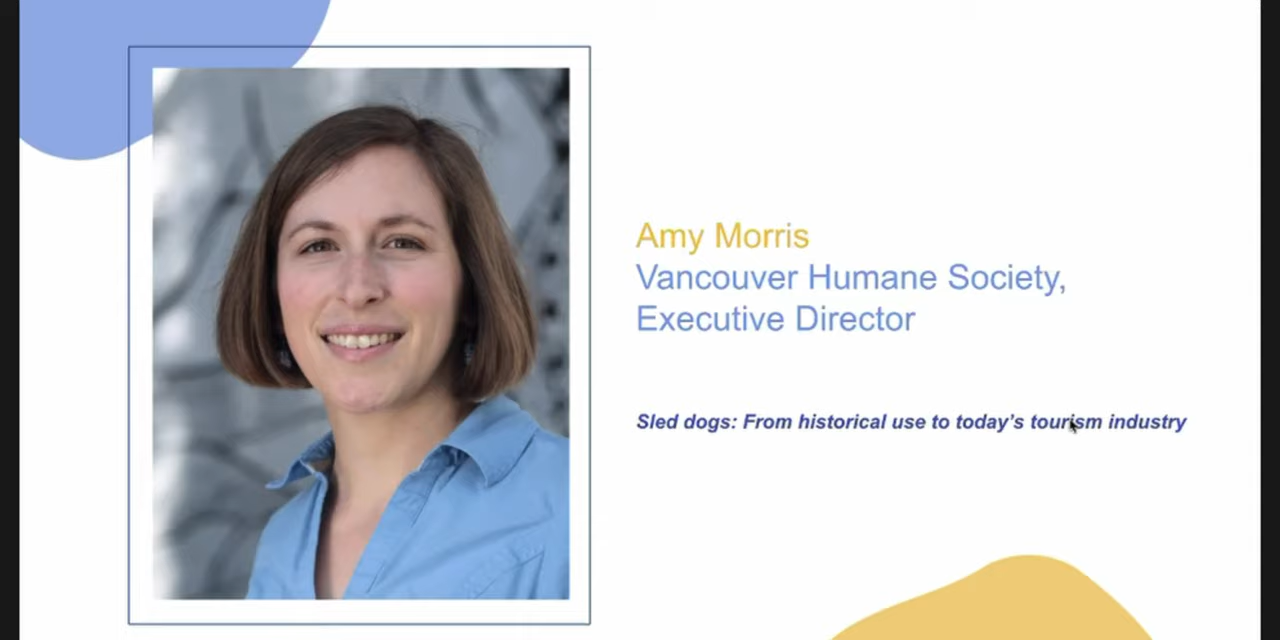 Amy Morris
Vancouver Humane Society,
Executive Director
Sled dogs: From historical use to today’s tourism industry